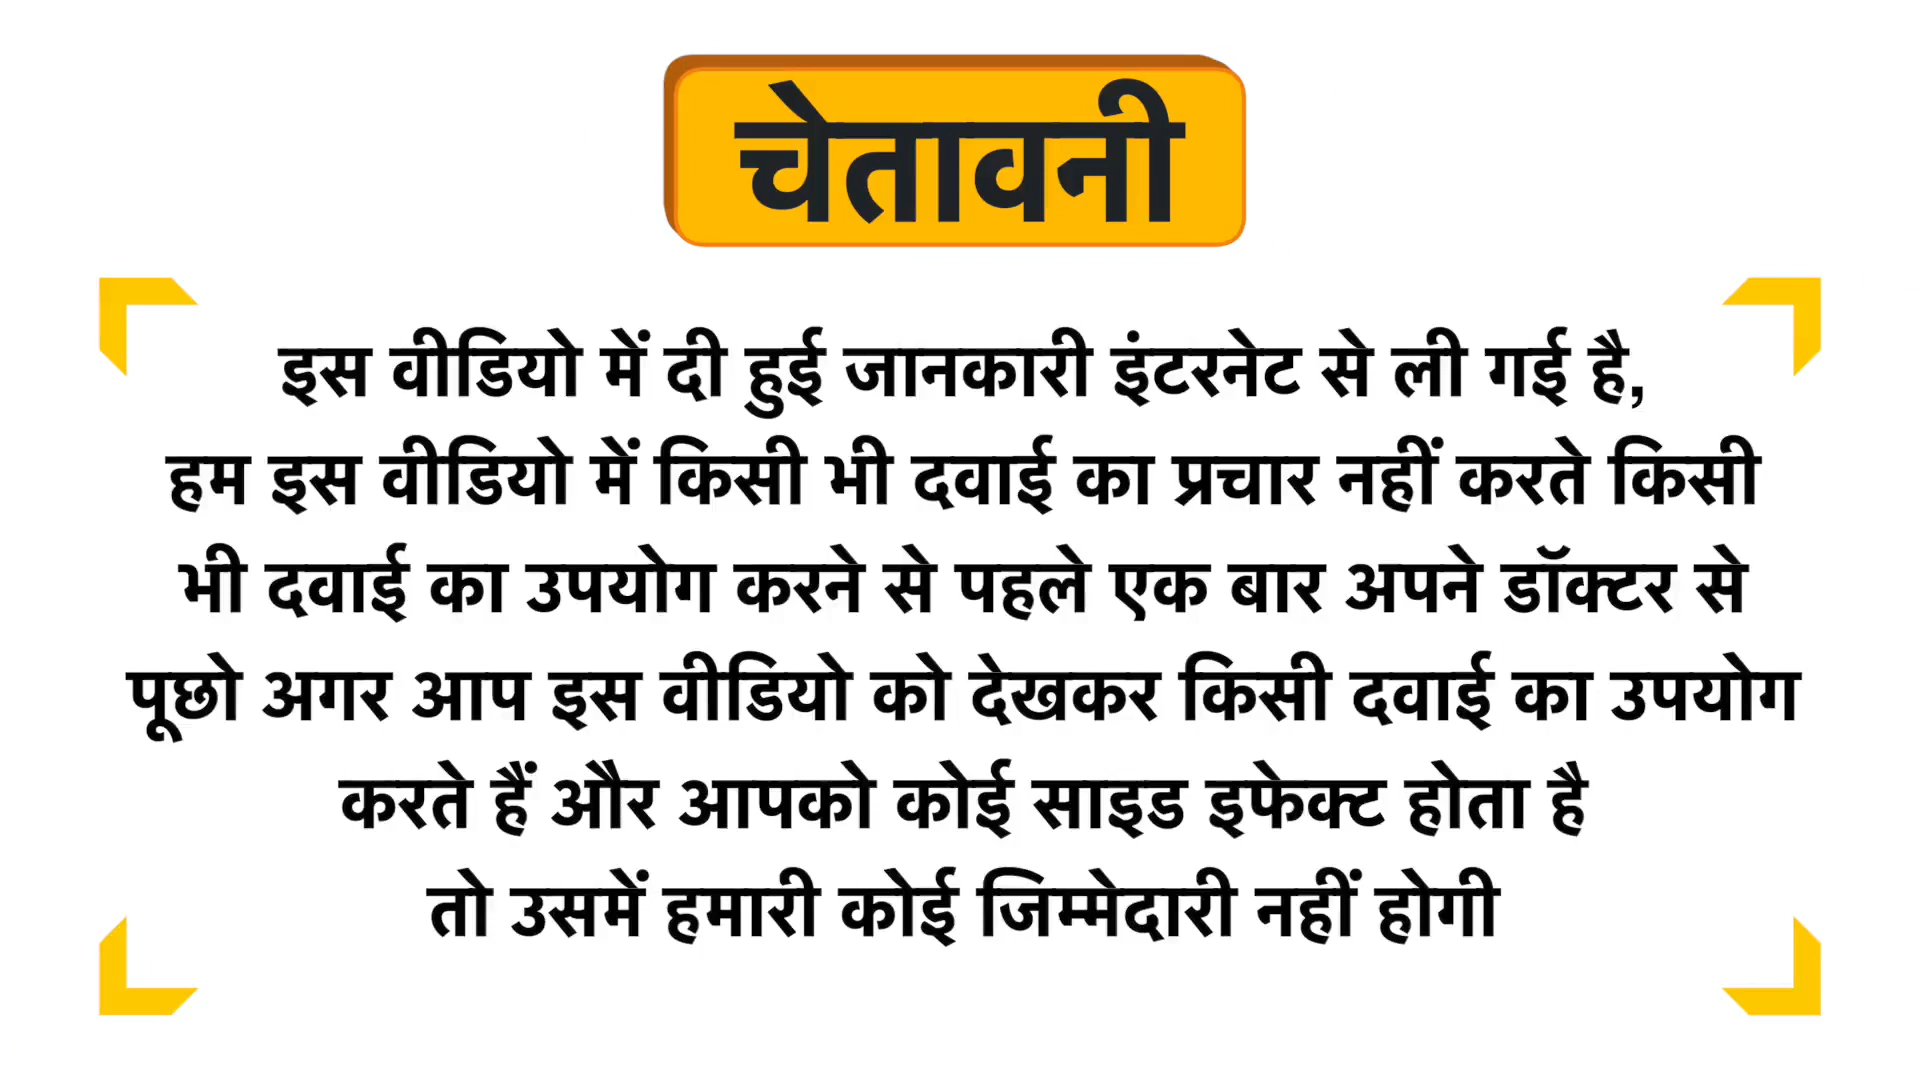 चेतावनी
इस वीडियो में दी हुई जानकारी इंटरनेट से ली गई है,
हम इस वीडियो में किसी भी दवाई का प्रचार नहीं करते किसी
भी दवाई का उपयोग करने से पहले एक बार अपने डॉक्टर से
पूछो अगर आप इस वीडियो को देखकर किसी दवाई का उपयोग
करते हैं और आपको कोई साइड इफेक्ट होता है
तो उसमें हमारी कोई जिम्मेदारी नहीं होगी